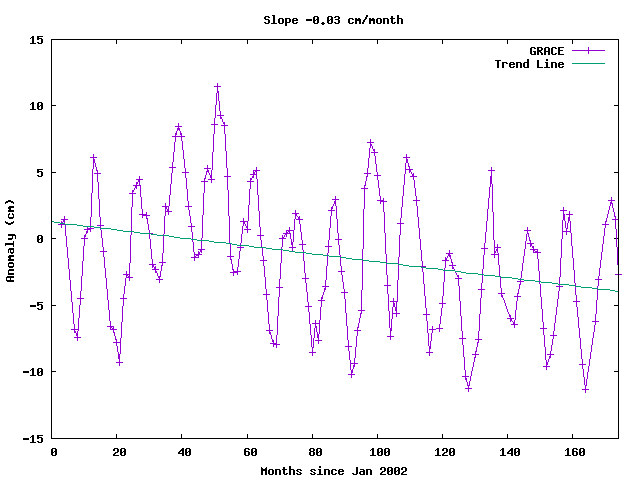 Slope -0.03 cm/month
GRACE
Trend Line
15
10
5
0
-5
-10
-15
Anomaly (cm)
0 20 40 60 80 100 120 140 160
Months since Jan 2002